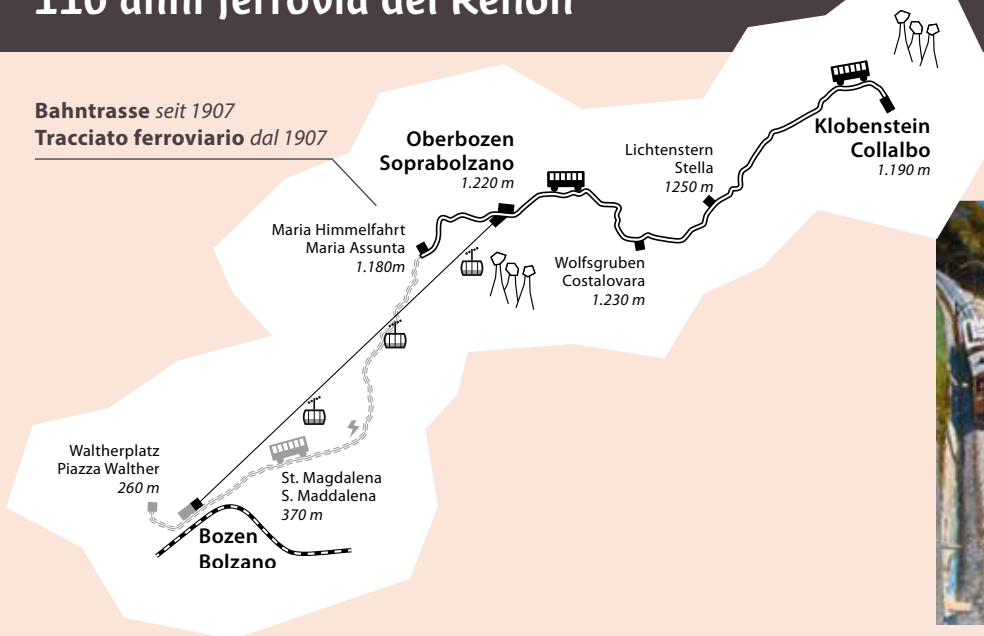 110 anni ferrovia del Renon
Bahntrasse seit 1907
Tracciato ferroviario dal 1907
Oberbozen
Soprabolzano
1.220 m
Lichtenstern
Stella
1250 m
Klobenstein
Collalbo
1.190 m
Maria Himmelfahrt
Maria Assunta
1.180m
Wolfsgruben
Costalovara
1.230 m
Waltherplatz
Piazza Walther
260 m
St. Magdalena
S. Maddalena
370 m
Bozen
Bolzano